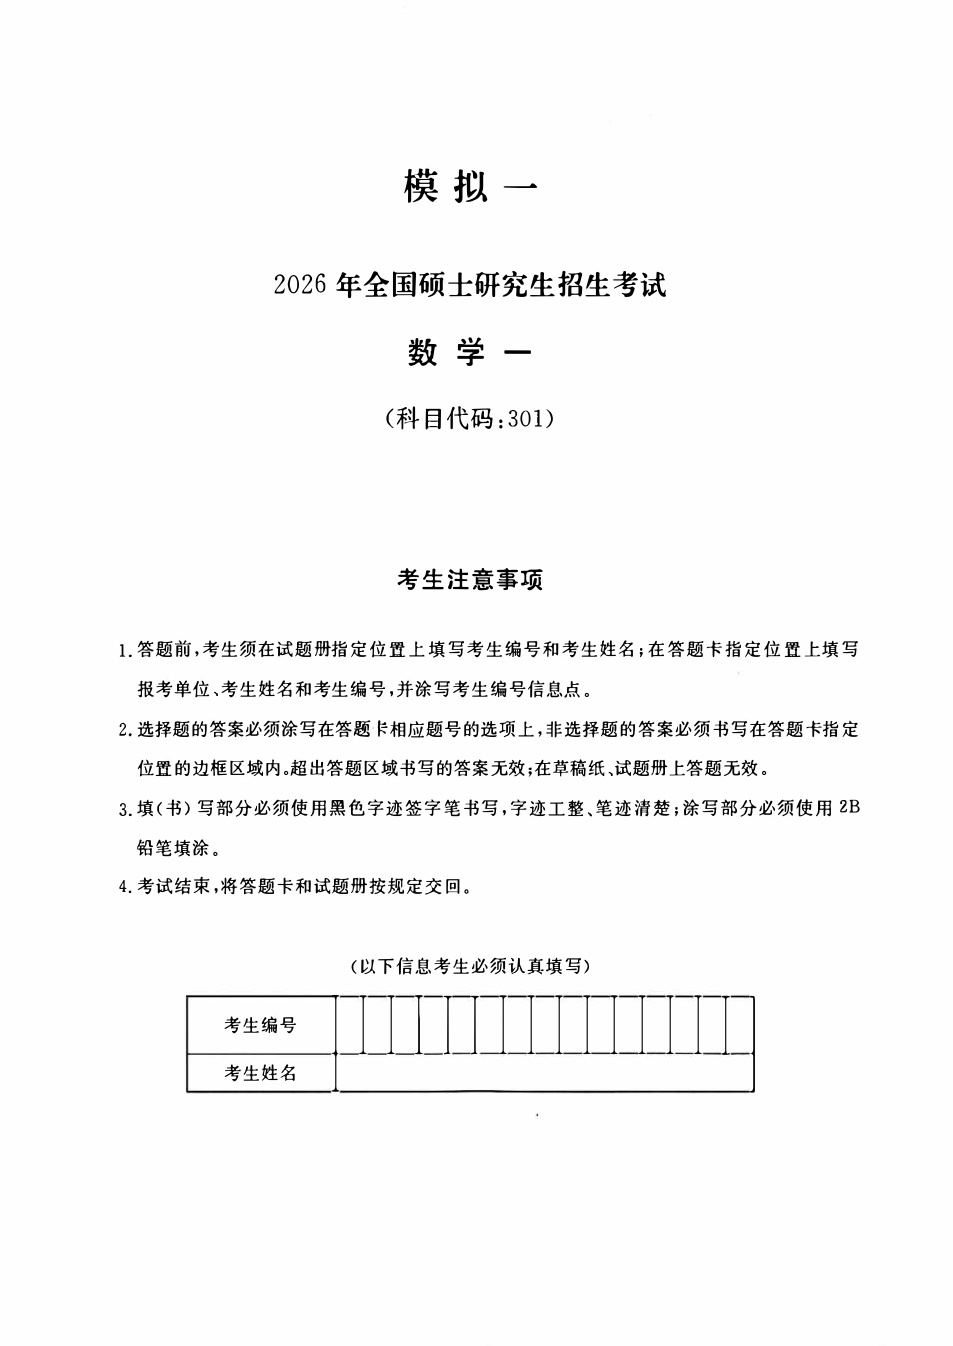 模拟一
2026年全国硕士研究生招生考试
数学一
(科目代码:301)
考生注意事项
1.答题前,考生须在试题册指定位置上填写考生编号和考生姓名;在答题卡指定位置上填写
报考单位、考生姓名和考生编号,并涂写考生编号信息点。
2.选择题的答案必须涂写在答题卡相应题号的选项上,非选择题的答案必须书写在答题卡指定
位置的边框区域内。超出答题区域书写的答案无效;在草稿纸、试题册上答题无效。
3.填(书)写部分必须使用黑色字迹签字笔书写,字迹工整、笔迹清楚;涂写部分必须使用2B
铅笔填涂。
4.考试结束,将答题卡和试题册按规定交回。
(以下信息考生必须认真填写)
考生编号
考生姓名